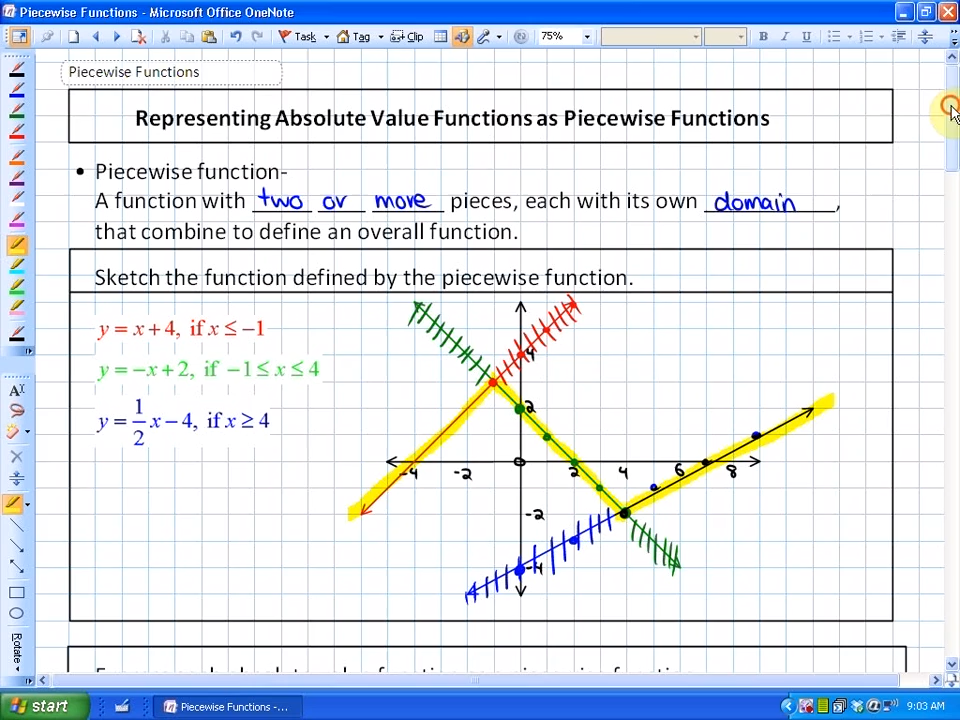 Piecewise Functions - Microsoft Office OneNote
Task Tag Clip 75% B I U
Piecewise Functions
Representing Absolute Value Functions as Piecewise Functions
• Piecewise function-
A function with two or more pieces, each with its own domain,
that combine to define an overall function.
Sketch the function defined by the piecewise function.
y = x + 4, if x ≤ −1
y = −x + 2, if −1 ≤ x ≤ 4
y = 1/2 x − 4, if x ≥ 4
4
2
-4 -2 0 2 4 6 8
-2
-4
Rotate
start Piecewise Functions -... 9:03 AM